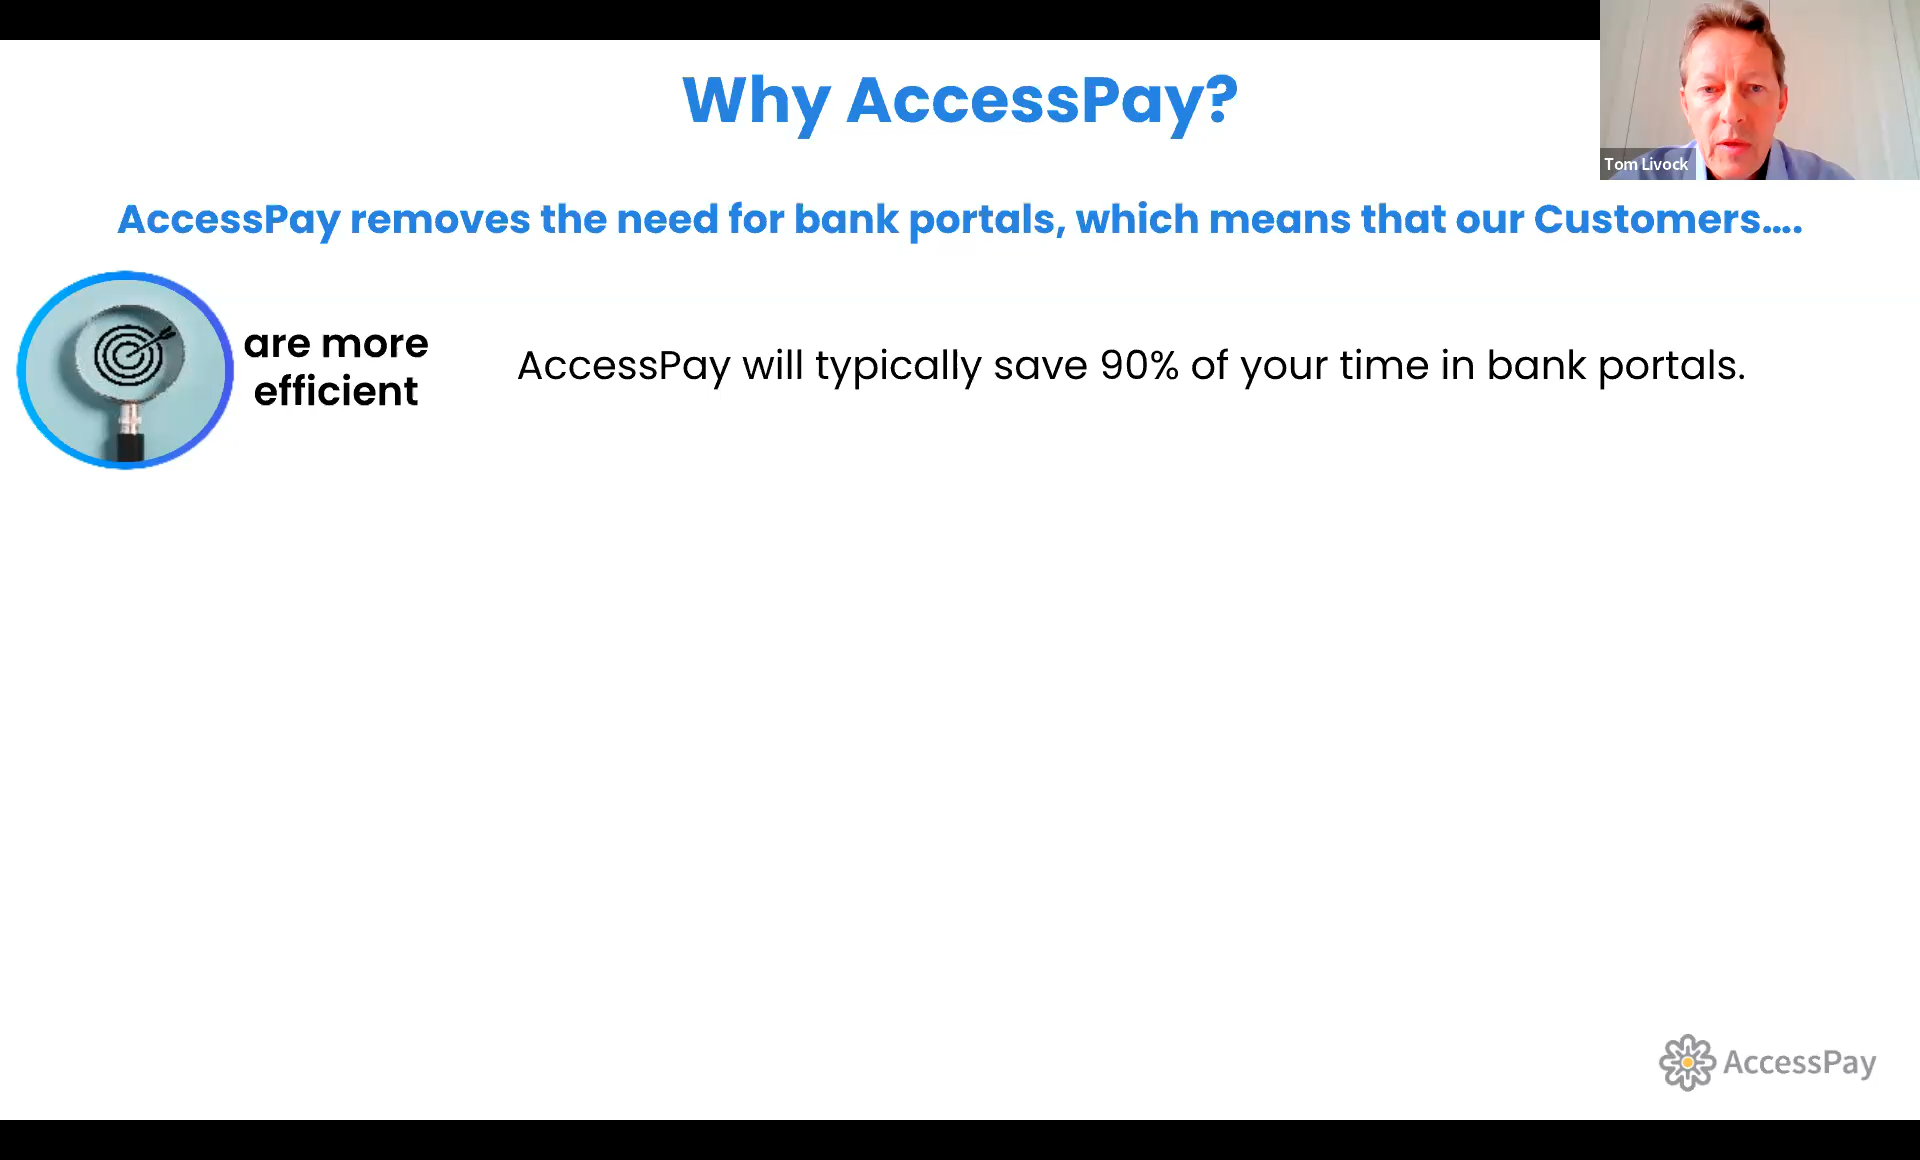 Why AccessPay?
Tom Livock
AccessPay removes the need for bank portals, which means that our Customers....
are more
efficient
AccessPay will typically save 90% of your time in bank portals.
AccessPay